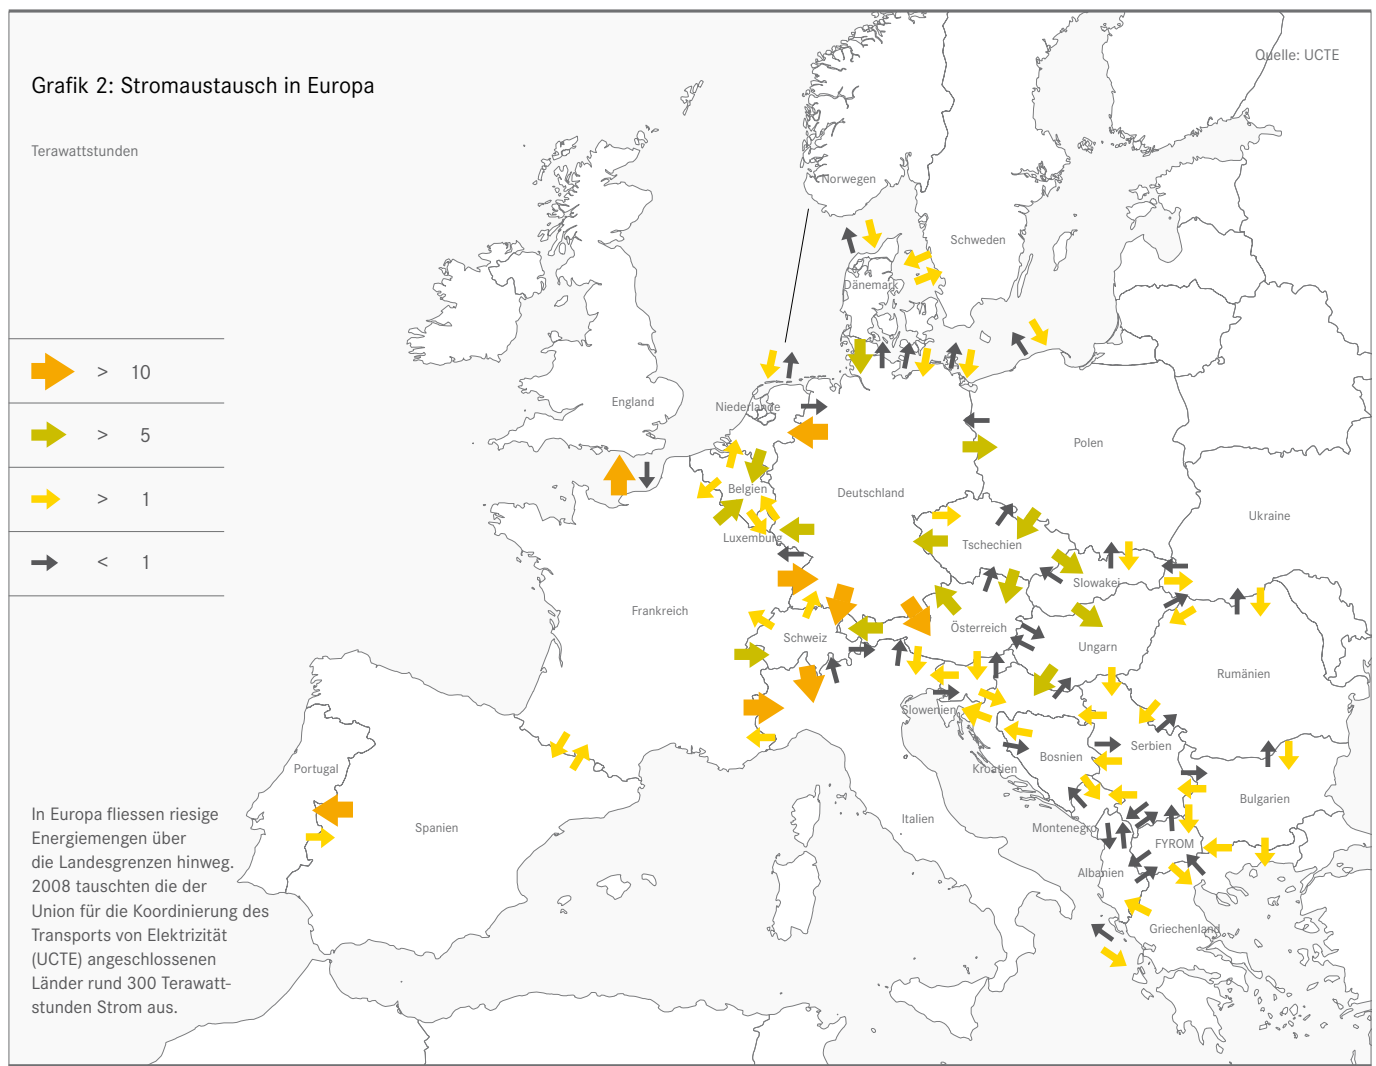 Quelle: UCTE
Grafik 2: Stromaustausch in Europa
Terawattstunden
Norwegen
Schweden
Dänemark
> 10
England
Niederlande
> 5
Polen
Belgien
Deutschland
> 1
Ukraine
Luxemburg
Tschechien
< 1
Slowakei
Frankreich
Österreich
Schweiz
Ungarn
Rumänien
Slowenien
Serbien
Bosnien
Kroatien
Portugal
Bulgarien
Italien
Spanien
Montenegro
FYROM
Albanien
Griechenland
In Europa fliessen riesige
Energiemengen über
die Landesgrenzen hinweg.
2008 tauschten die der
Union für die Koordinierung des
Transports von Elektrizität
(UCTE) angeschlossenen
Länder rund 300 Terawatt-
stunden Strom aus.